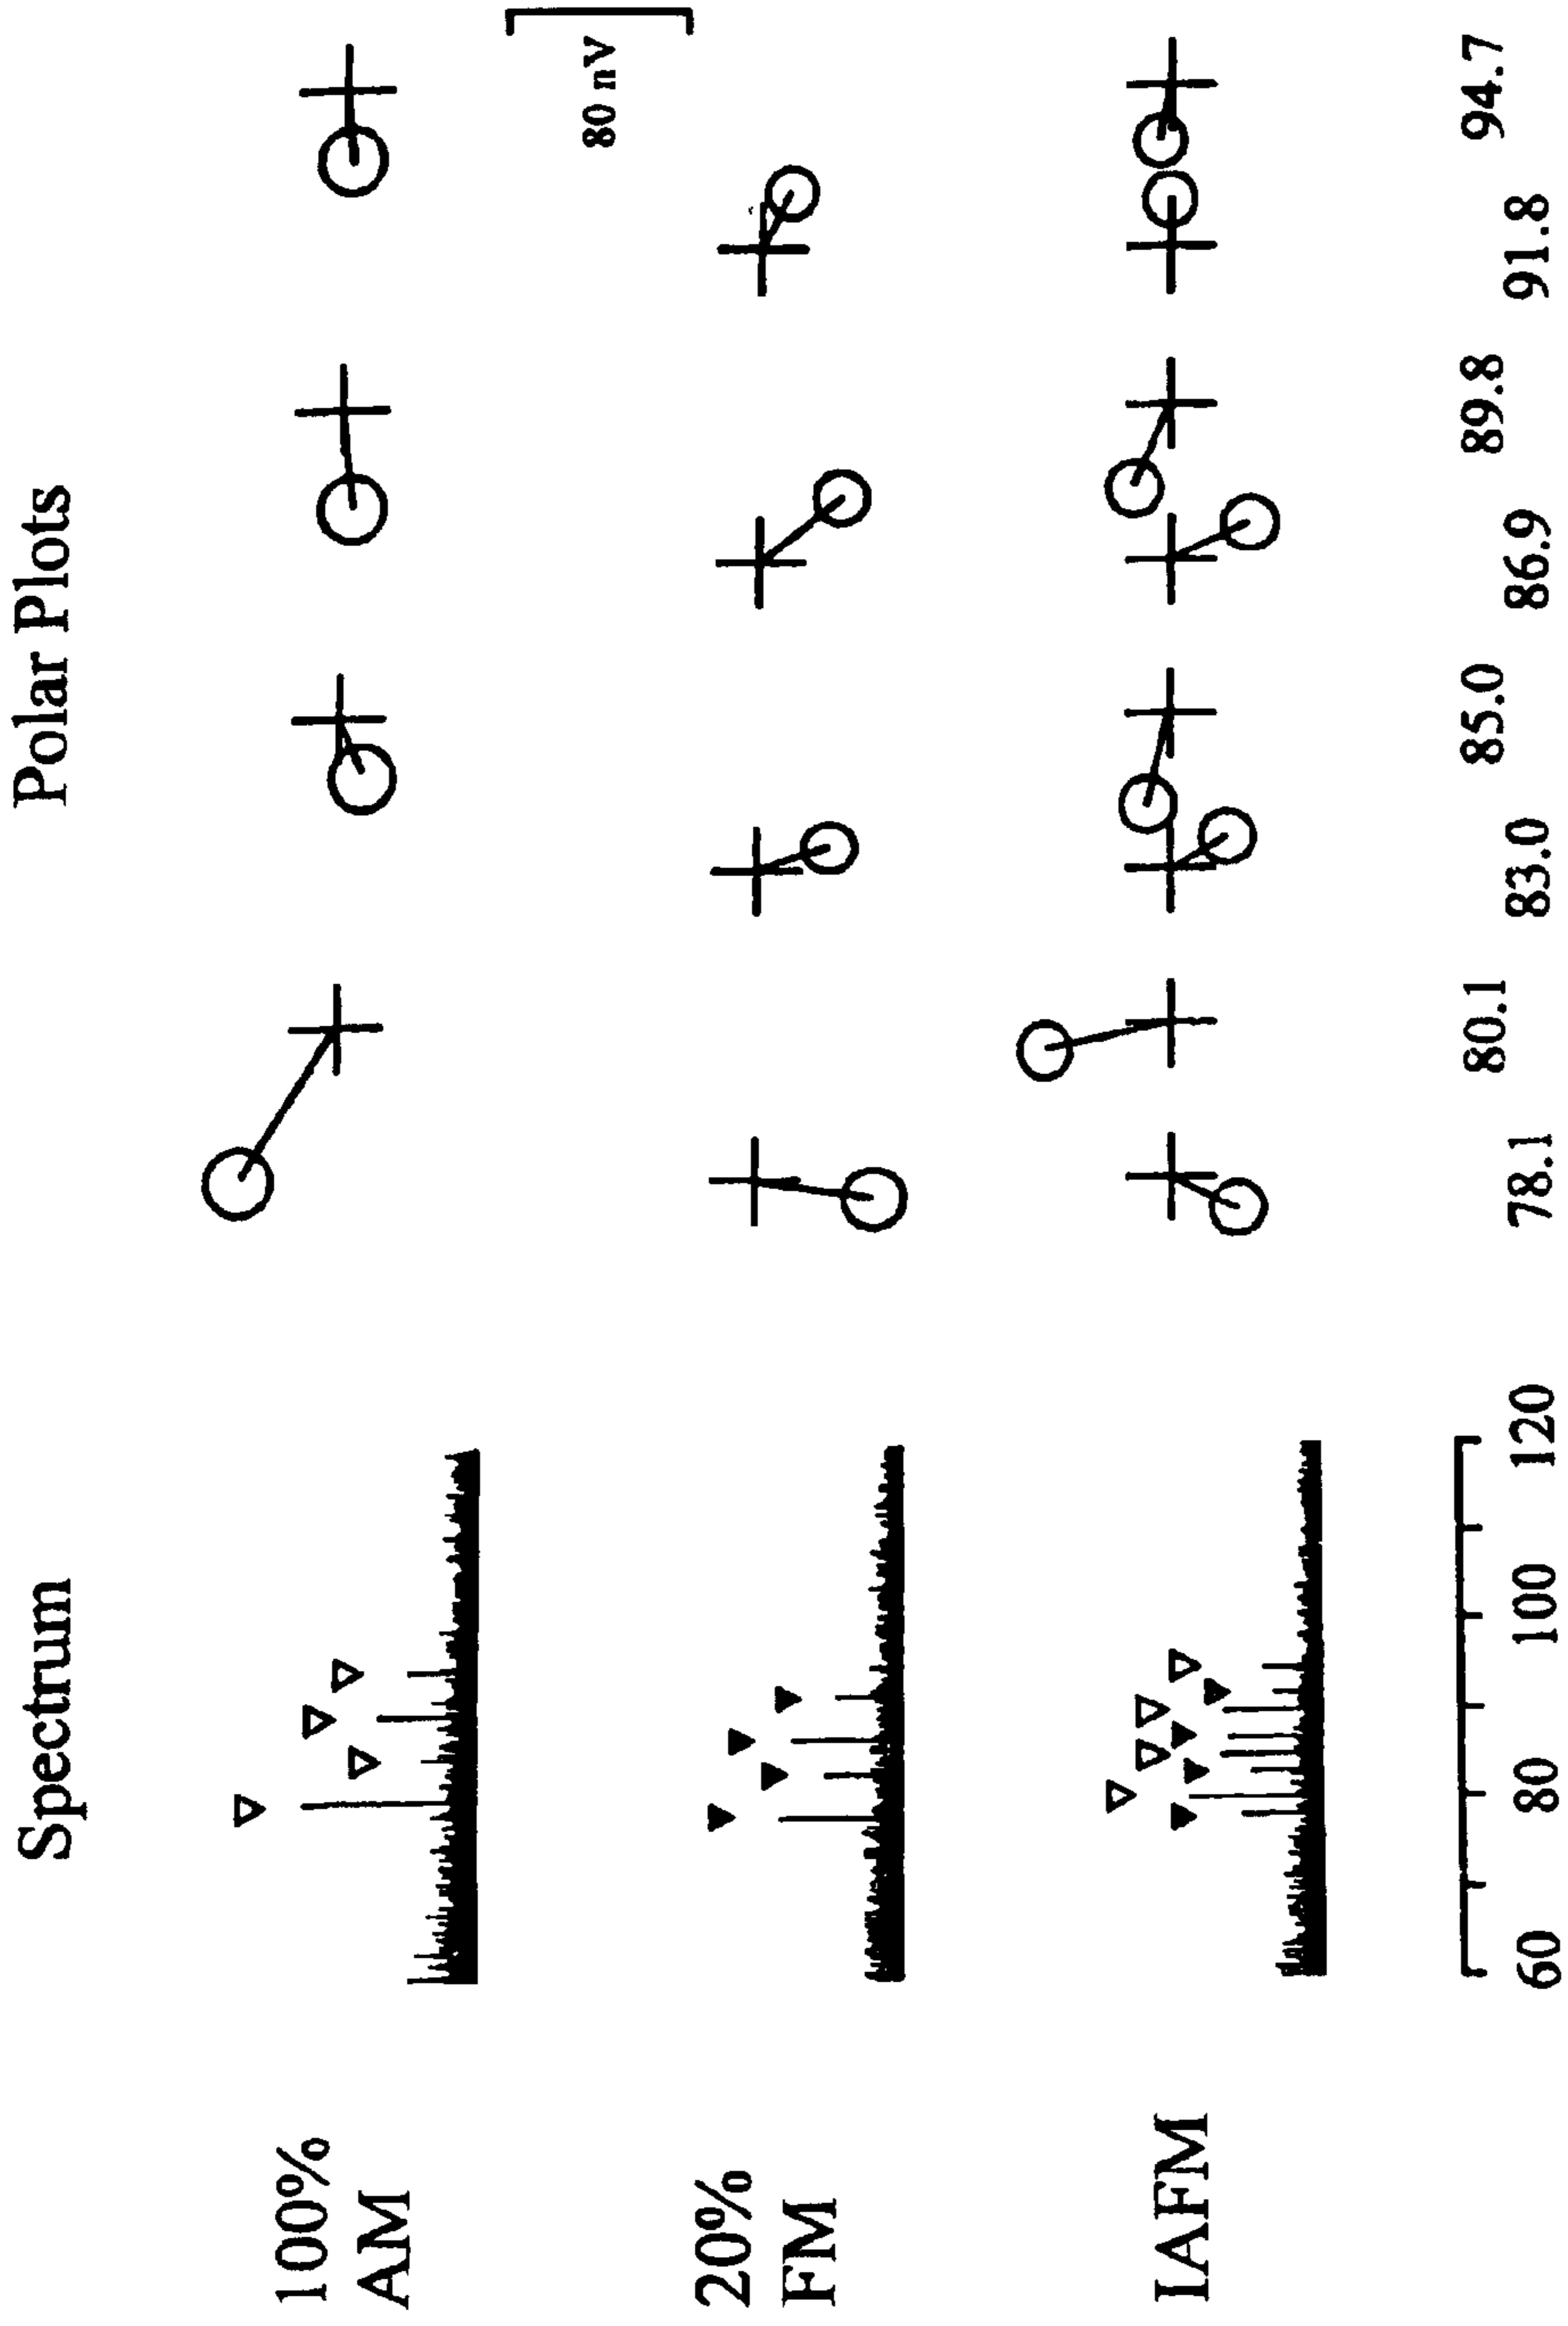 Spectrum
Polar Plots
100%
AM
80 nV
20%
FM
IAFM
60 80 100 120
78.1 80.1 83.0 85.0 86.9 89.8 91.8 94.7